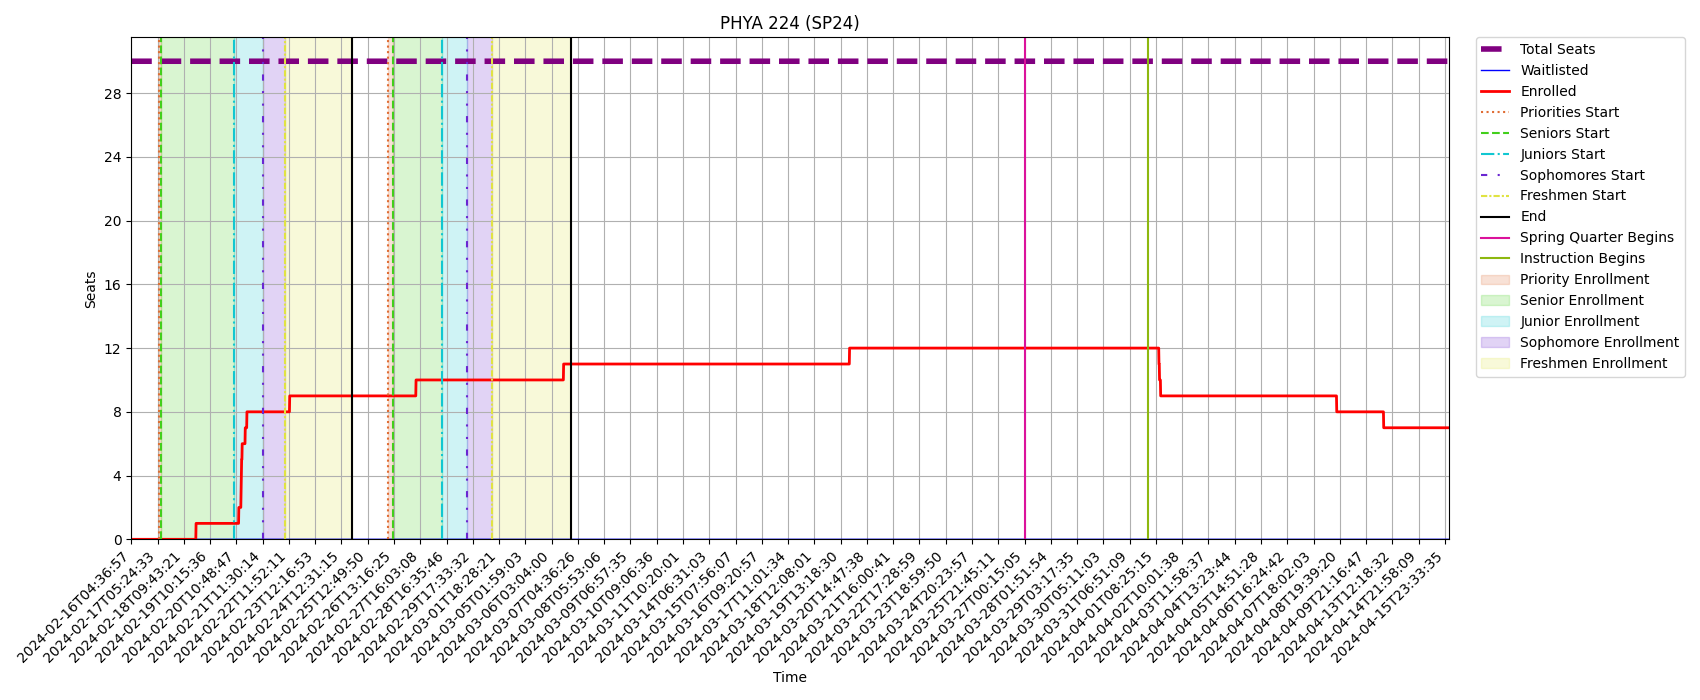 PHYA 224 (SP24)
Seats
28
24
20
16
12
8
4
0
2024-02-16T04:36:57
2024-02-17T05:24:33
2024-02-18T09:43:21
2024-02-19T10:15:36
2024-02-20T10:48:47
2024-02-21T11:30:14
2024-02-22T11:52:11
2024-02-23T12:16:53
2024-02-24T12:31:15
2024-02-25T12:49:50
2024-02-26T13:16:25
2024-02-27T16:03:08
2024-02-28T16:35:46
2024-02-29T17:33:32
2024-03-01T18:28:21
2024-03-05T01:59:03
2024-03-06T03:04:00
2024-03-07T04:36:26
2024-03-08T05:53:06
2024-03-09T06:57:35
2024-03-10T09:06:36
2024-03-11T10:20:01
2024-03-14T06:31:03
2024-03-15T07:56:07
2024-03-16T09:20:57
2024-03-17T11:01:34
2024-03-18T12:08:01
2024-03-19T13:18:30
2024-03-20T14:47:38
2024-03-21T16:00:41
2024-03-22T17:28:59
2024-03-23T18:59:50
2024-03-24T20:23:57
2024-03-25T21:45:11
2024-03-27T00:15:05
2024-03-28T01:51:54
2024-03-29T03:17:35
2024-03-30T05:11:03
2024-03-31T06:51:09
2024-04-01T08:25:15
2024-04-02T10:01:38
2024-04-03T11:58:37
2024-04-04T13:23:44
2024-04-05T14:51:28
2024-04-06T16:24:42
2024-04-07T18:02:03
2024-04-08T19:39:20
2024-04-09T21:16:47
2024-04-13T12:18:32
2024-04-14T21:58:09
2024-04-15T23:33:35
Time
Total Seats
Waitlisted
Enrolled
Priorities Start
Seniors Start
Juniors Start
Sophomores Start
Freshmen Start
End
Spring Quarter Begins
Instruction Begins
Priority Enrollment
Senior Enrollment
Junior Enrollment
Sophomore Enrollment
Freshmen Enrollment